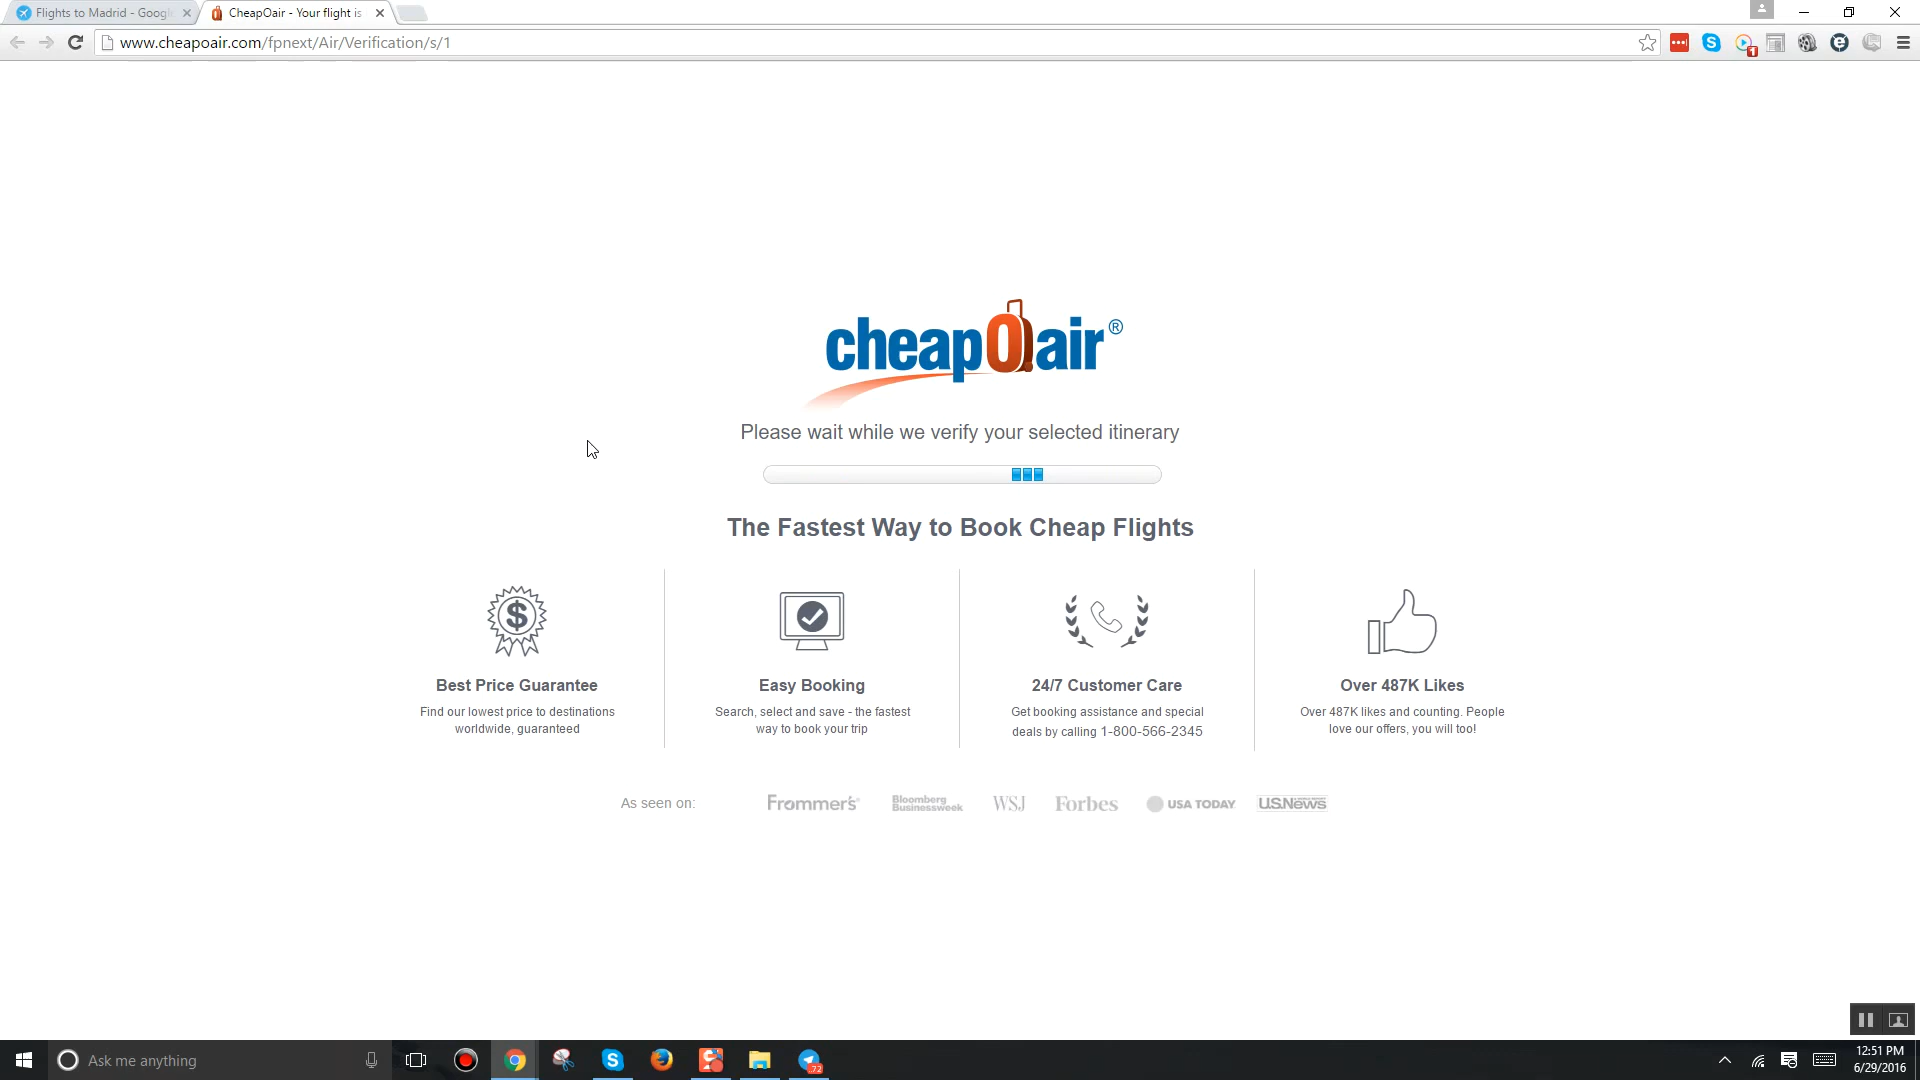 Flights to Madrid - Googl
CheapOair - Your flight is
www.cheapoair.com/fpnext/Air/Verification/s/1
1
cheapOair®
Please wait while we verify your selected itinerary
The Fastest Way to Book Cheap Flights
$
Best Price Guarantee
Find our lowest price to destinations
worldwide, guaranteed
Easy Booking
Search, select and save - the fastest
way to book your trip
24/7 Customer Care
Get booking assistance and special
deals by calling 1-800-566-2345
Over 487K Likes
Over 487K likes and counting. People
love our offers, you will too!
As seen on:
Frommer's
Bloomberg
Businessweek
WSJ
Forbes
USA TODAY
U.S.News
Ask me anything
72
12:51 PM
6/29/2016